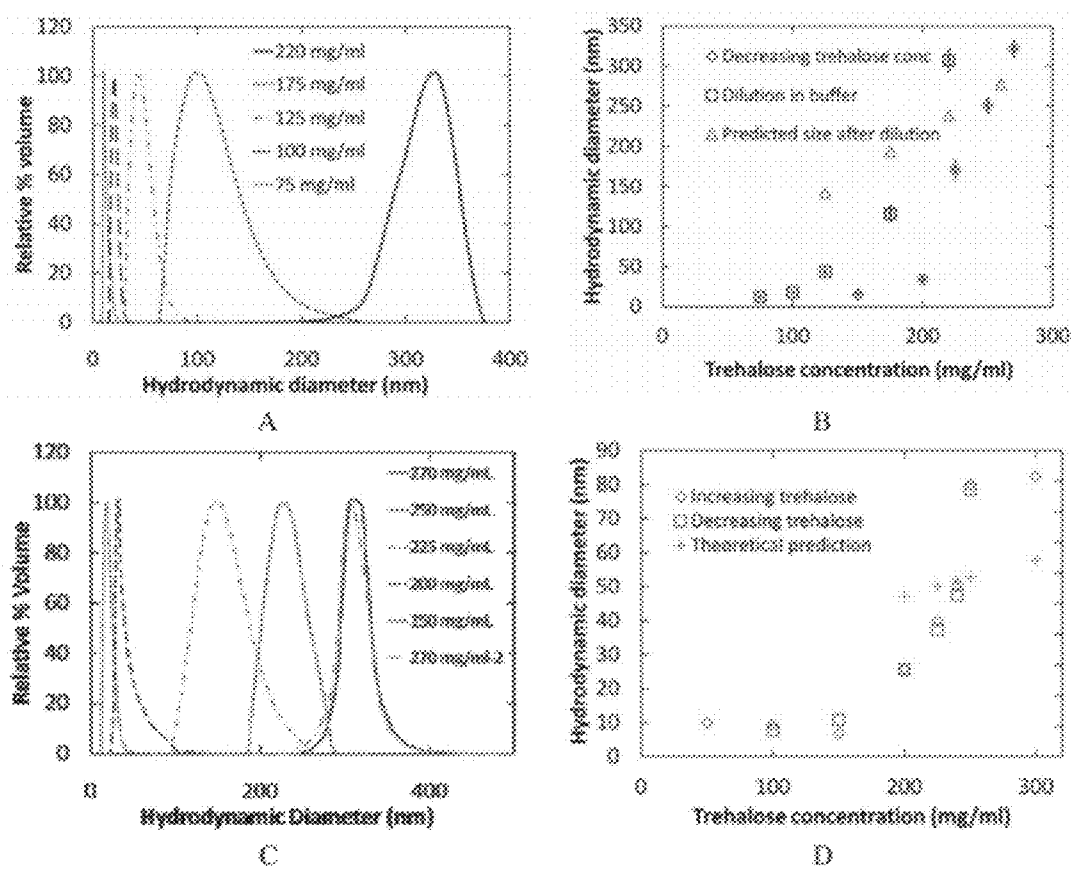 120
100
80
60
40
20
0
Relative % volume
220 mg/ml
175 mg/ml
125 mg/ml
100 mg/ml
75 mg/ml
0 100 200 300 400
Hydrodynamic diameter (nm)
A
350
300
250
200
150
100
50
0
Hydrodynamic diameter (nm)
Decreasing trehalose conc
Dilution in buffer
Predicted size after dilution
0 100 200 300
Trehalose concentration (mg/ml)
B
120
100
80
60
40
20
0
Relative % Volume
270 mg/mL
250 mg/mL
225 mg/mL
200 mg/mL
150 mg/mL
270 mg/ml-2
0 200 400
Hydrodynamic Diameter (nm)
C
90
80
70
60
50
40
30
20
10
0
Hydrodynamic diameter (nm)
Increasing trehalose
Decreasing trehalose
Theoretical prediction
0 100 200 300
Trehalose concentration (mg/ml)
D